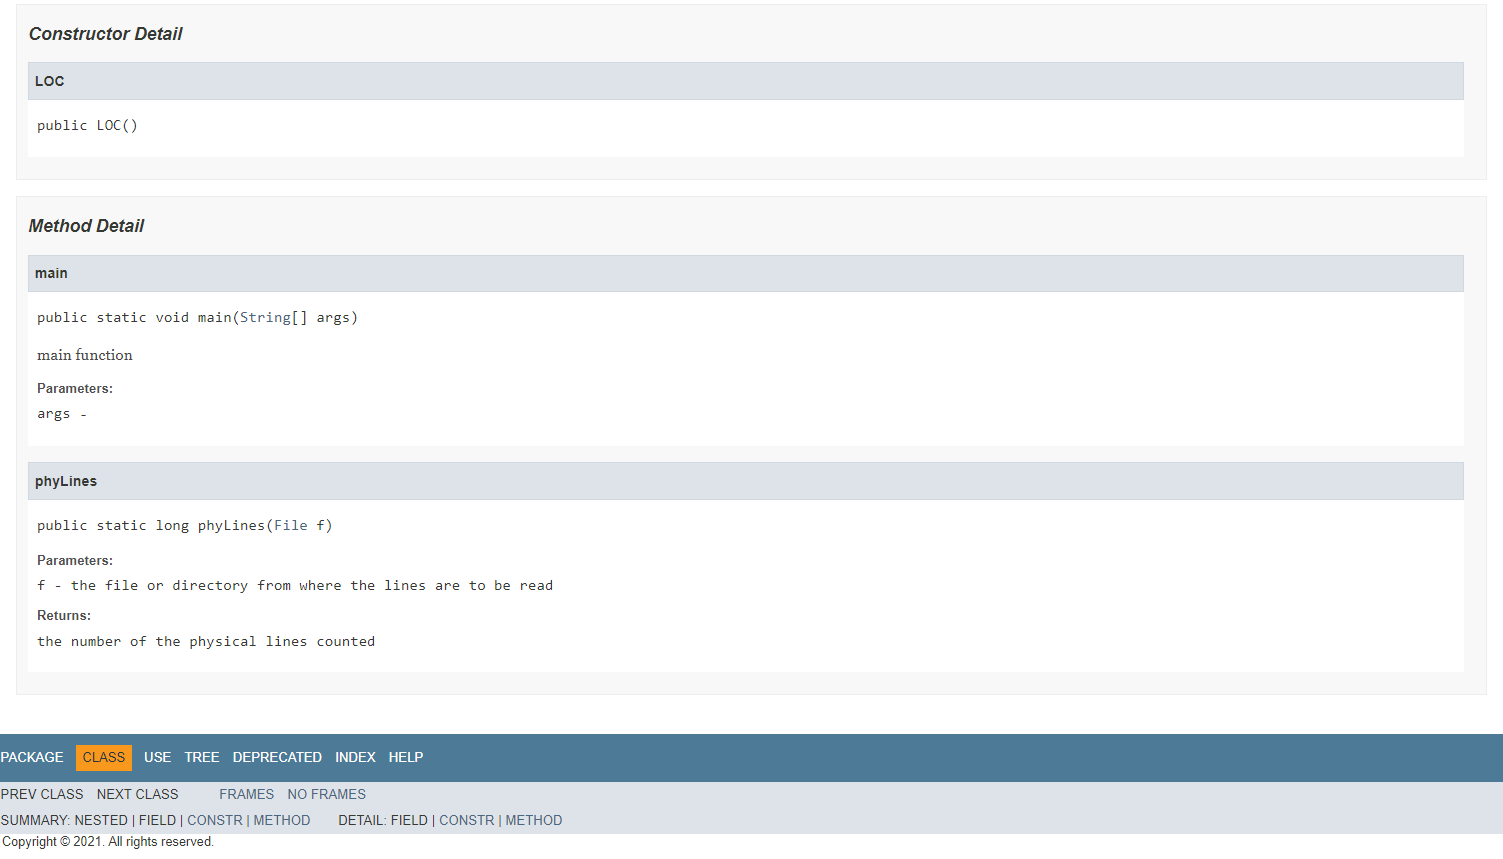 Constructor Detail
LOC
public LOC()
Method Detail
main
public static void main(String[] args)
main function
Parameters:
args -
phyLines
public static long phyLines(File f)
Parameters:
f - the file or directory from where the lines are to be read
Returns:
the number of the physical lines counted
PACKAGE CLASS USE TREE DEPRECATED INDEX HELP
PREV CLASS NEXT CLASS FRAMES NO FRAMES
SUMMARY: NESTED | FIELD | CONSTR | METHOD DETAIL: FIELD | CONSTR | METHOD
Copyright © 2021. All rights reserved.